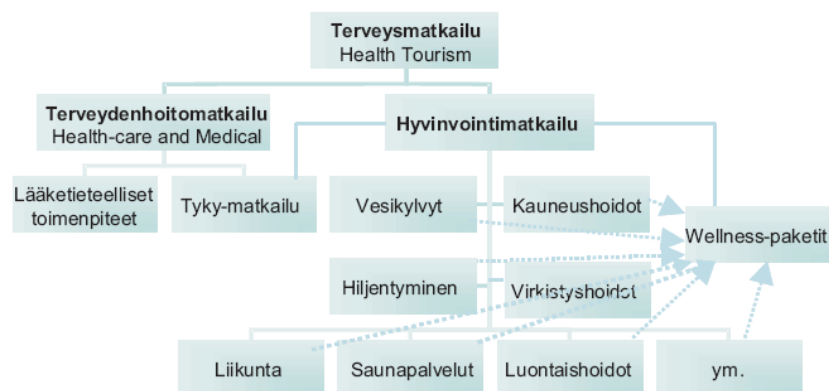 Terveysmatkailu
Health Tourism
Terveydenhoitomatkailu
Health-care and Medical
Hyvinvointimatkailu
Lääketieteelliset
toimenpiteet
Tyky-matkailu
Vesikylvyt
Kauneushoidot
Wellness-paketit
Hiljentyminen
Virkistyshoidot
Liikunta
Saunapalvelut
Luontaishoidot
ym.